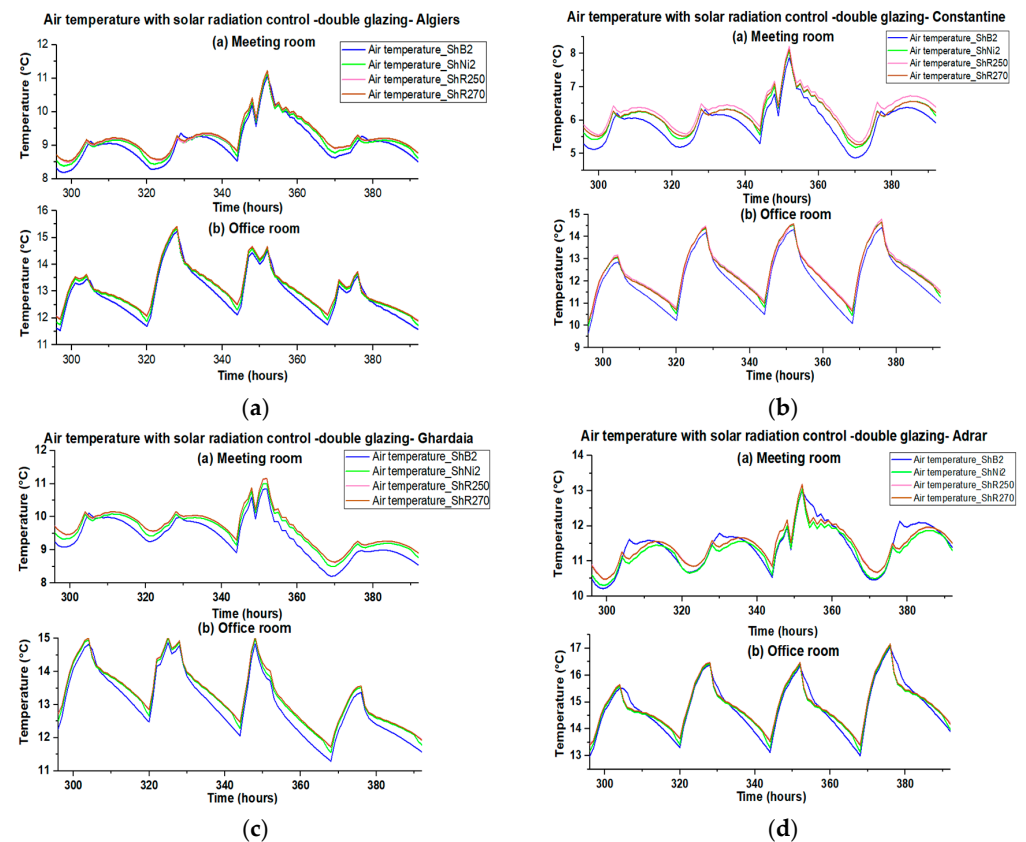 Air temperature with solar radiation control -double glazing- Algiers
(a) Meeting room
Air temperature_ShB2
Air temperature_ShNi2
Air temperature_ShR250
Air temperature_ShR270
Temperature (°C)
12
11
10
9
8
300 320 340 360 380
Time (hours)
(b) Office room
Temperature (°C)
16
15
14
13
12
11
300 320 340 360 380
Time (hours)
(a)
Air temperature with solar radiation control -double glazing- Constantine
(a) Meeting room
Air temperature_ShB2
Air temperature_ShNi2
Air temperature_ShR250
Air temperature_ShR270
Temperature (°C)
8
7
6
5
300 320 340 360 380
Time (hours)
(b) Office room
Temperature (°C)
15
14
13
12
11
10
9
300 320 340 360 380
Time (hours)
(b)
Air temperature with solar radiation control -double glazing- Ghardaia
(a) Meeting room
Air temperature_ShB2
Air temperature_ShNi2
Air temperature_ShR250
Air temperature_ShR270
Temperature (°C)
12
11
10
9
8
300 320 340 360 380
Time (hours)
(b) Office room
Temperature (°C)
15
14
13
12
11
300 320 340 360 380
Time (hours)
(c)
Air temperature with solar radiation control -double glazing- Adrar
(a) Meeting room
Air temperature_ShB2
Air temperature_ShNi2
Air temperature_ShR250
Air temperature_ShR270
Temperature (°C)
14
13
12
11
10
300 320 340 360 380
Time (hours)
(b) Office room
Temperature (°C)
17
16
15
14
13
300 320 340 360 380
Time (hours)
(d)